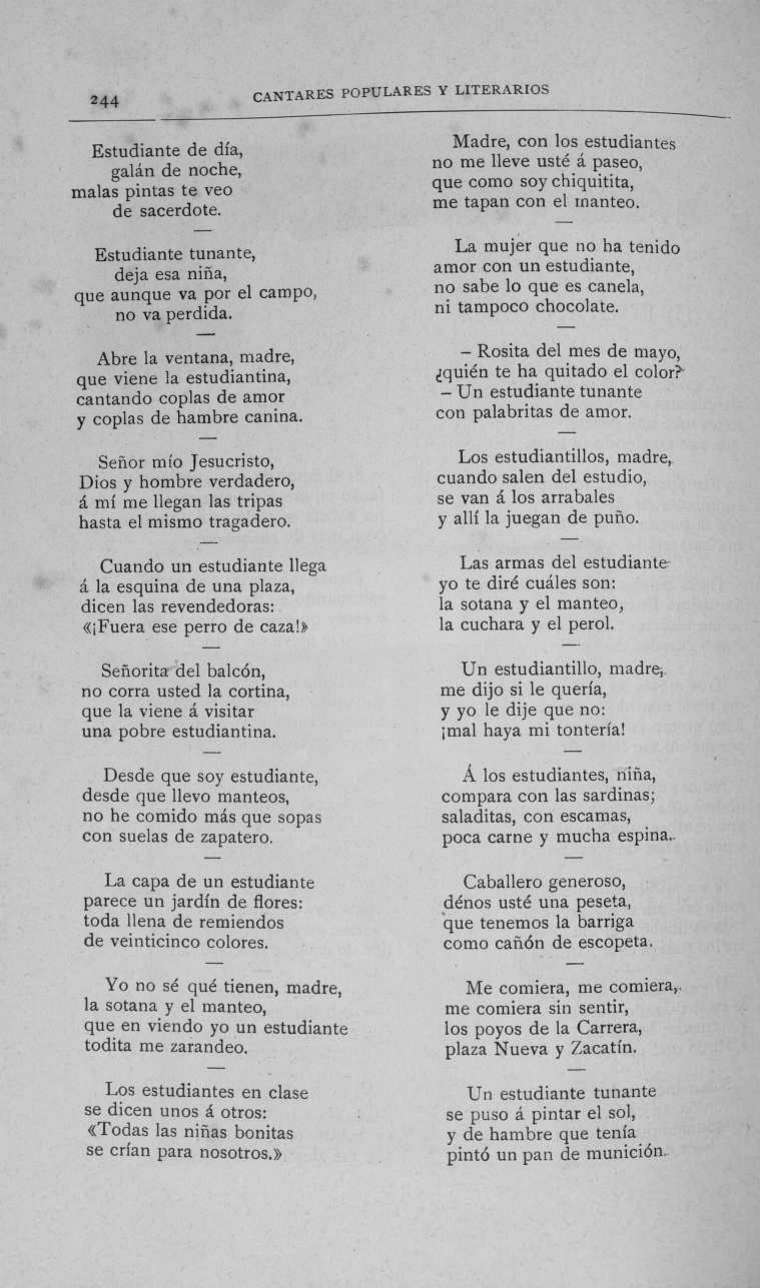 244
CANTARES POPULARES Y LITERARIOS
Estudiante de día,
galán de noche,
malas pintas te veo
de sacerdote.
Estudiante tunante,
deja esa niña,
que aunque va por el campo,
no va perdida.
Abre la ventana, madre,
que viene la estudiantina,
cantando coplas de amor
y coplas de hambre canina.
Señor mío Jesucristo,
Dios y hombre verdadero,
á mí me llegan las tripas
hasta el mismo tragadero.
Cuando un estudiante llega
á la esquina de una plaza,
dicen las revendedoras:
«¡Fuera ese perro de caza!»
Señorita del balcón,
no corra usted la cortina,
que la viene á visitar
una pobre estudiantina.
Desde que soy estudiante,
desde que llevo manteos,
no he comido más que sopas
con suelas de zapatero.
La capa de un estudiante
parece un jardín de flores:
toda llena de remiendos
de veinticinco colores.
Yo no sé qué tienen, madre,
la sotana y el manteo,
que en viendo yo un estudiante
todita me zarandeo.
Los estudiantes en clase
se dicen unos á otros:
«Todas las niñas bonitas
se crían para nosotros.»
Madre, con los estudiantes
no me lleve usté á paseo,
que como soy chiquitita,
me tapan con el manteo.
La mujer que no ha tenido
amor con un estudiante,
no sabe lo que es canela,
ni tampoco chocolate.
– Rosita del mes de mayo,
¿quién te ha quitado el color?
– Un estudiante tunante
con palabritas de amor.
Los estudiantillos, madre,
cuando salen del estudio,
se van á los arrabales
y allí la juegan de puño.
Las armas del estudiante
yo te diré cuáles son:
la sotana y el manteo,
la cuchara y el perol.
Un estudiantillo, madre,
me dijo si le quería,
y yo le dije que no:
¡mal haya mi tontería!
Á los estudiantes, niña,
compara con las sardinas;
saladitas, con escamas,
poca carne y mucha espina.
Caballero generoso,
dénos usté una peseta,
que tenemos la barriga
como cañón de escopeta.
Me comiera, me comiera,
me comiera sin sentir,
los poyos de la Carrera,
plaza Nueva y Zacatín.
Un estudiante tunante
se puso á pintar el sol,
y de hambre que tenía
pintó un pan de munición.